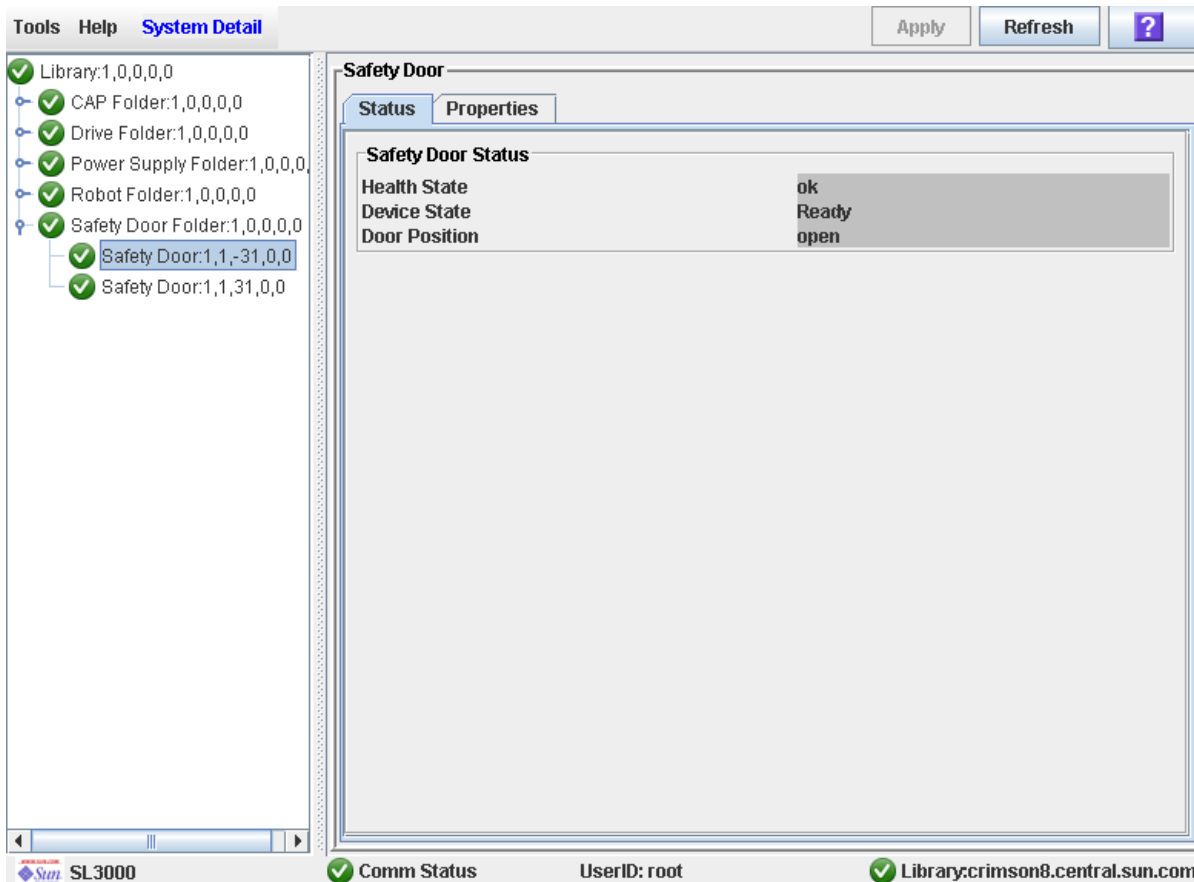 Tools Help System Detail
Apply Refresh ?
Library:1,0,0,0,0
CAP Folder:1,0,0,0,0
Drive Folder:1,0,0,0,0
Power Supply Folder:1,0,0,0,
Robot Folder:1,0,0,0,0
Safety Door Folder:1,0,0,0,0
Safety Door:1,1,-31,0,0
Safety Door:1,1,31,0,0
Safety Door
Status Properties
Safety Door Status
Health State ok
Device State Ready
Door Position open
Sun SL3000 Comm Status UserID: root Library:crimson8.central.sun.com